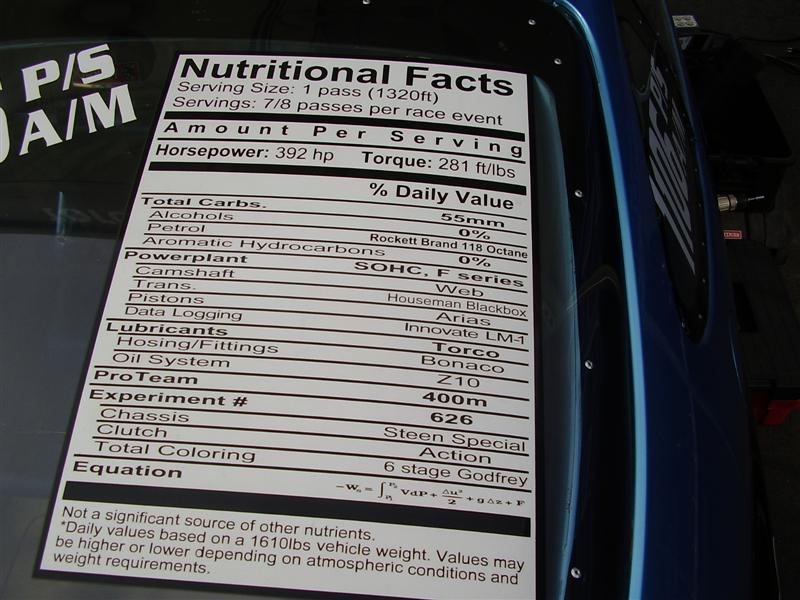 P/S
A/M
Nutritional Facts
Serving Size: 1 pass (1320ft)
Servings: 7/8 passes per race event
Amount Per Serving
Horsepower: 392 hp Torque: 281 ft/lbs
% Daily Value
Total Carbs. 55mm
Alcohols 0%
Petrol Rockett Brand 118 Octane
Aromatic Hydrocarbons 0%
Powerplant SOHC, F series
Camshaft Web
Trans. Houseman Blackbox
Pistons Arias
Data Logging Innovate LM-1
Lubricants Torco
Hosing/Fittings Bonaco
Oil System Z10
ProTeam 400m
Experiment # 626
Chassis Steen Special
Clutch Action
Total Coloring 6 stage Godfrey
Equation -Wₛ = ∫ VdP + Δu²/2 + gΔz + F
Not a significant source of other nutrients.
*Daily values based on a 1610lbs vehicle weight. Values may
be higher or lower depending on atmospheric conditions and
weight requirements.